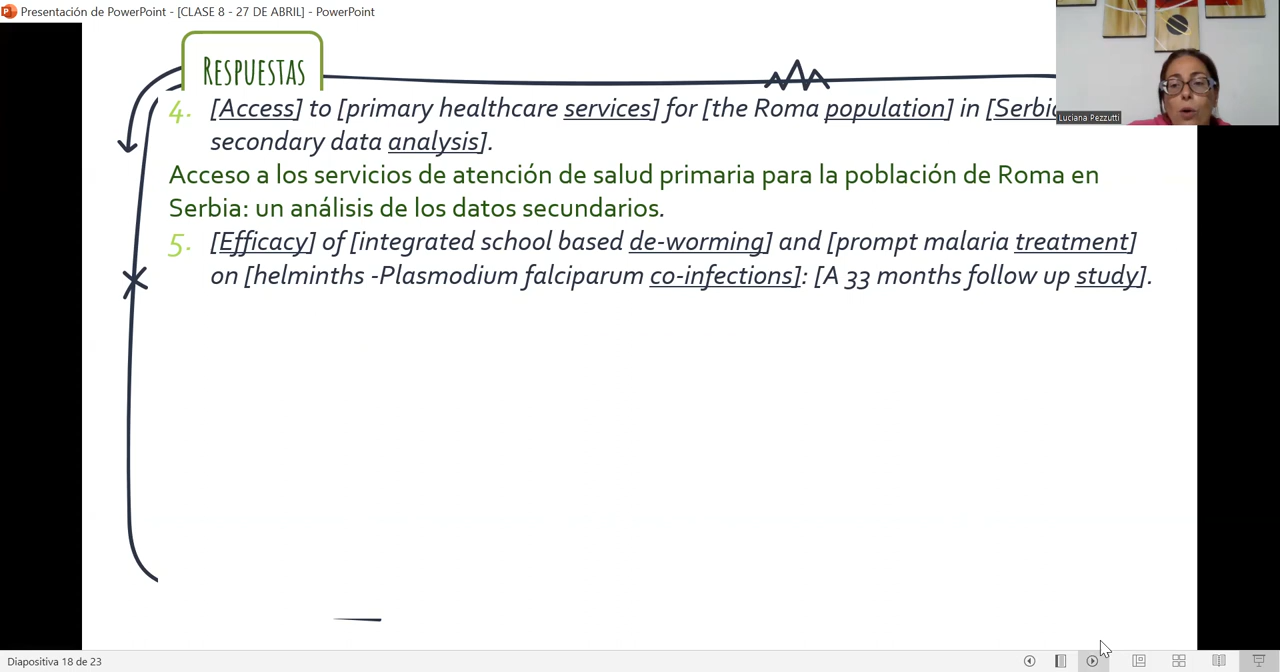 Presentación de PowerPoint - [CLASE 8 - 27 DE ABRIL] - PowerPoint
RESPUESTAS
4. [Access] to [primary healthcare services] for [the Roma population] in
secondary data analysis].
Acceso a los servicios de atención de salud primaria para la población de Roma en
Serbia: un análisis de los datos secundarios.
5. [Efficacy] of [integrated school based de-worming] and [prompt malaria treatment]
on [helminths -Plasmodium falciparum co-infections]: [A 33 months follow up study].
Luciana Pezzutti
Diapositiva 18 de 23